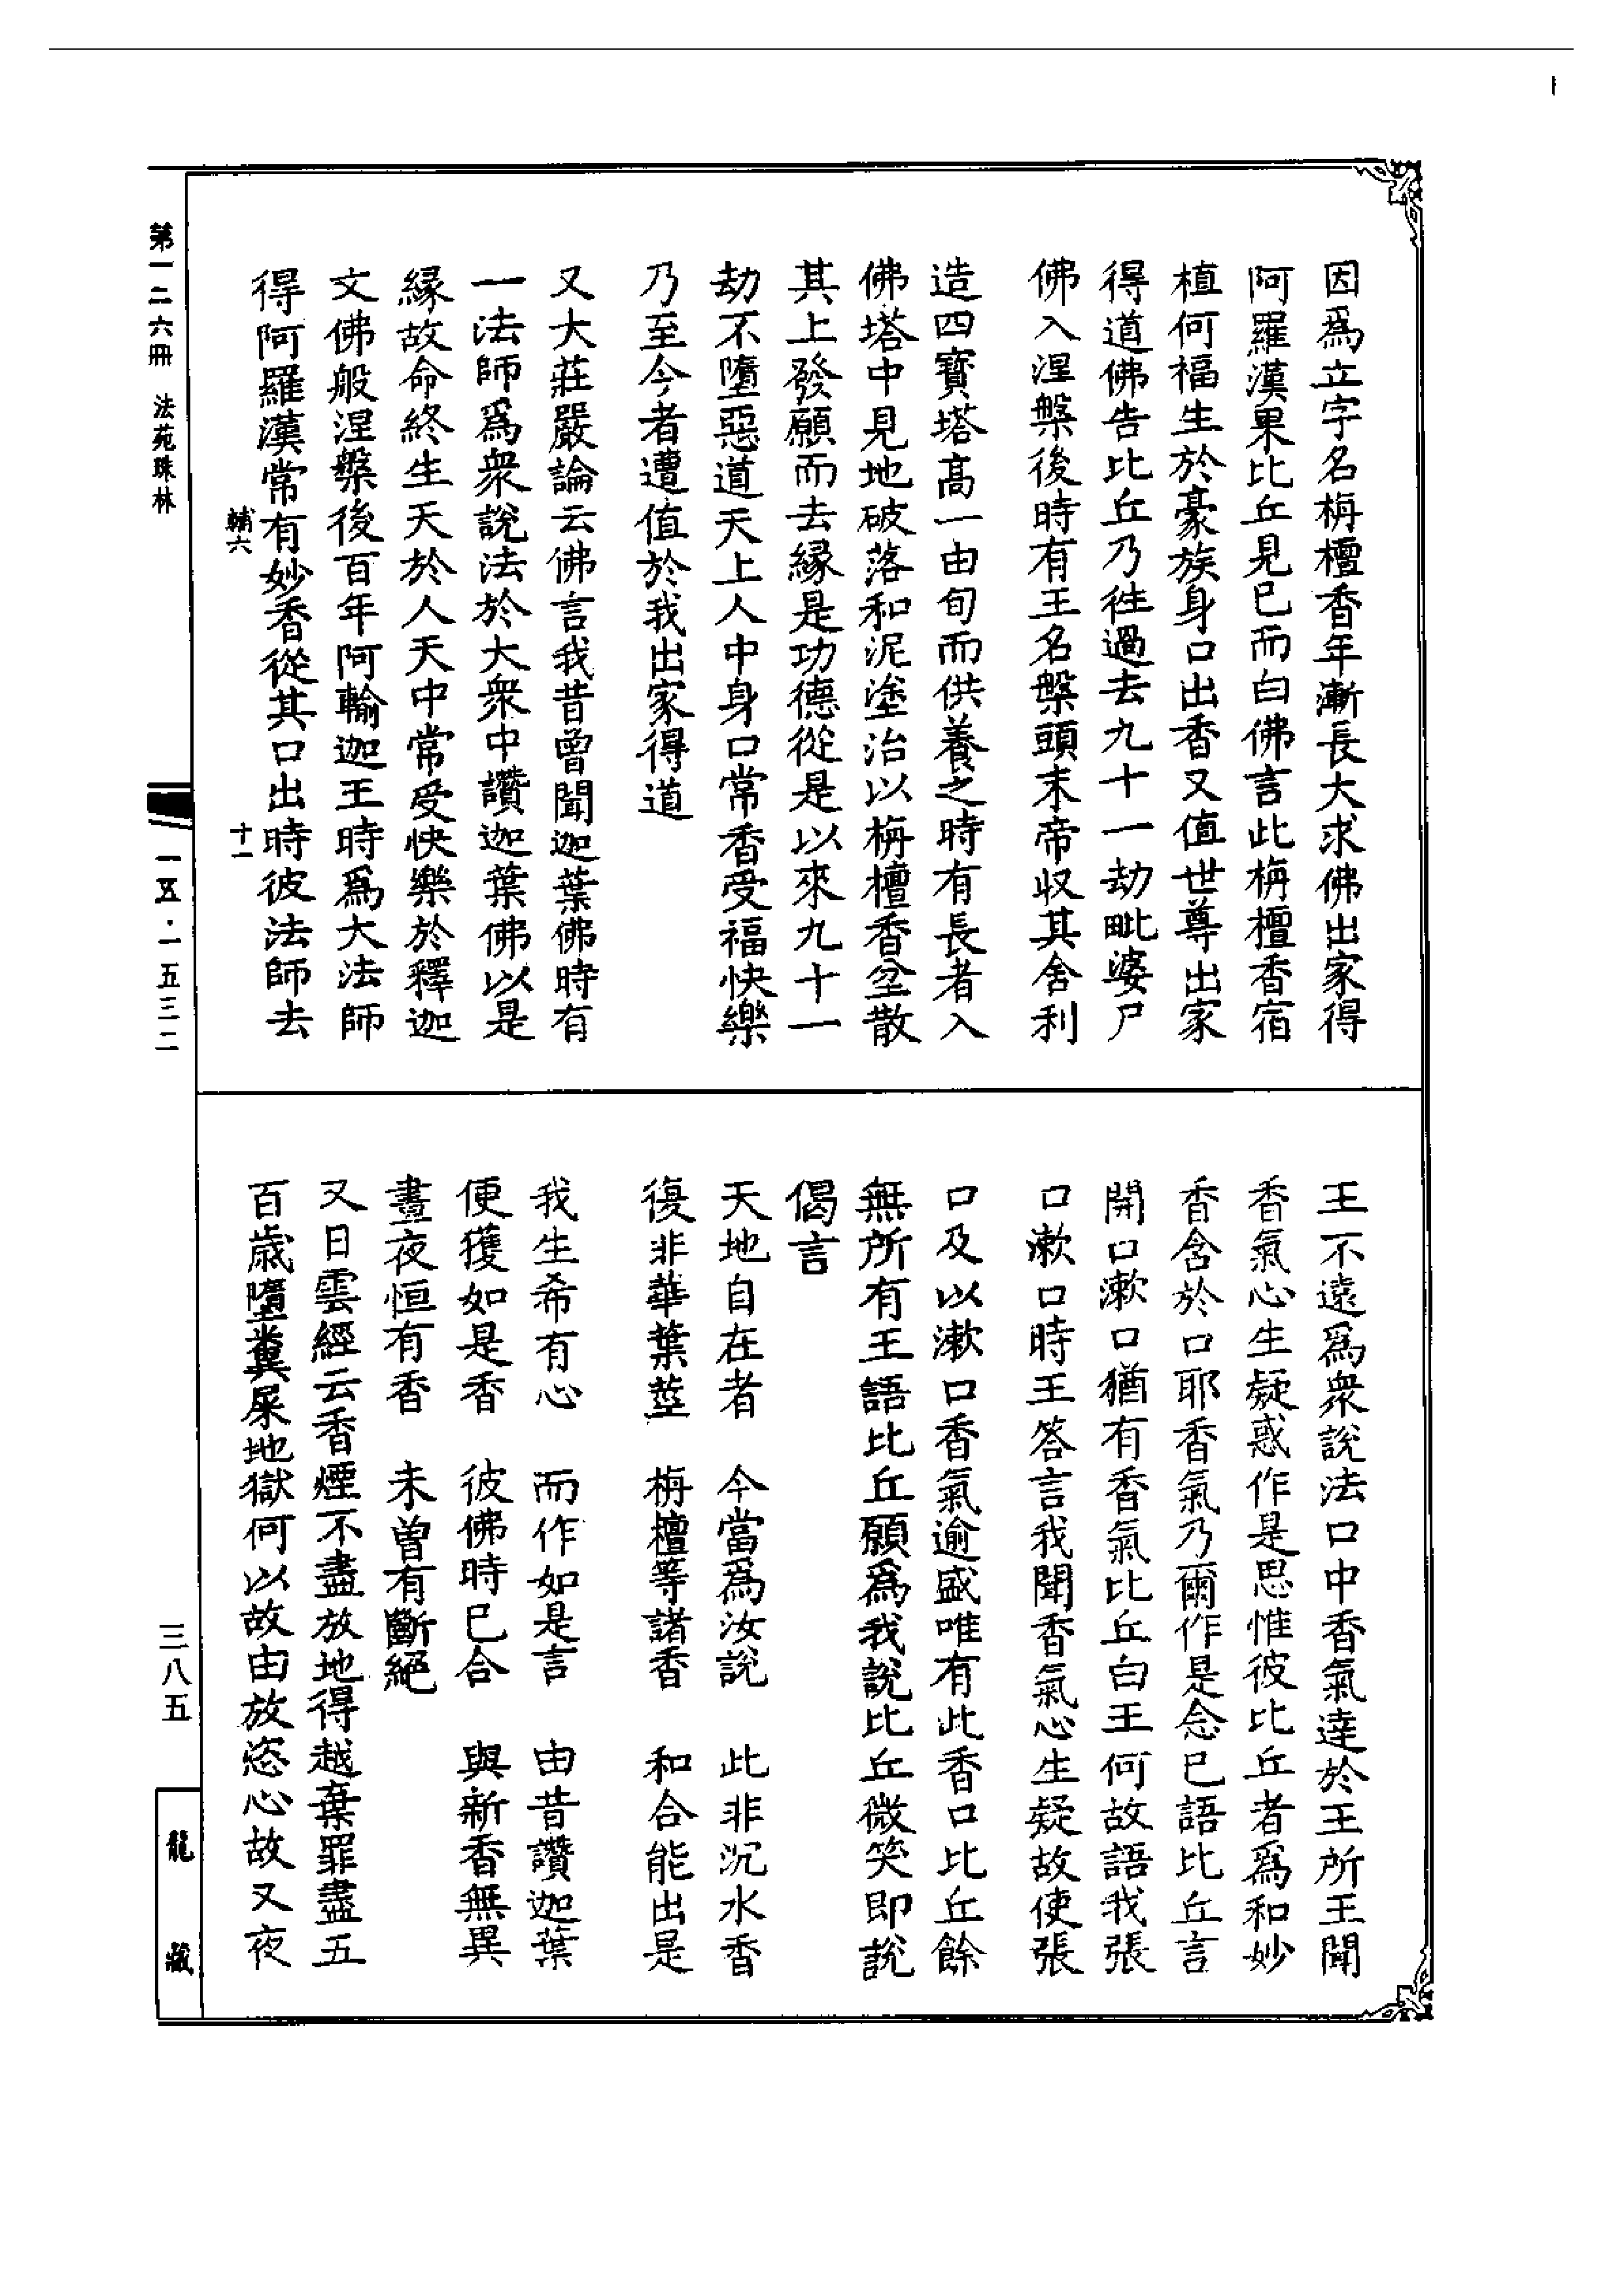 因爲立字名栴檀香年漸長大求佛出家得
阿羅漢果比丘見已而白佛言此栴檀香宿
植何福生於豪族身口出香又值世尊出家
得道佛告比丘乃徃過去九十一劫毗婆尸
佛入涅槃後時有王名槃頭末帝収其舍利
造四寳塔高一由旬而供養之時有長者入
佛塔中見地破落和泥塗治以栴檀香坌散
其上發願而去縁是功德從是以來九十一
劫不墮惡道天上人中身口常香受福快樂
乃至今者遭值於我出家得道
又大莊嚴論云佛言我昔曾聞迦葉佛時有
一法師爲衆說法於大衆中讚迦葉佛以是
縁故命終生天於人天中常受快樂於釋迦
文佛般涅槃後百年阿輸迦王時爲大法師
得阿羅漢常有妙香從其口出時彼法師去
輔六
十一
王不遠爲衆說法口中香氣達於王所王聞
香氣心生疑惑作是思惟彼比丘者爲和妙
香含於口耶香氣乃爾作是念已語比丘言
開口漱口猶有香氣比丘白王何故語我張
口漱口時王答言我聞香氣心生疑故使張
口及以漱口香氣逾盛唯有此香口比丘餘
無所有王語比丘願爲我說比丘微笑即說
偈言
天地自在者　今當爲汝說　此非沉水香
復非華葉莖　栴檀等諸香　和合能出是
我生希有心　而作如是言　由昔讚迦葉
便獲如是香　彼佛時已合　與新香無異
晝夜恒有香　未曾有斷絕
又日雲經云香煙不盡放地得越棄罪盡五
百歳墮糞屎地獄何以故由放恣心故又夜
第一二六冊　法苑珠林
一五·一五三二
三八五
龍藏